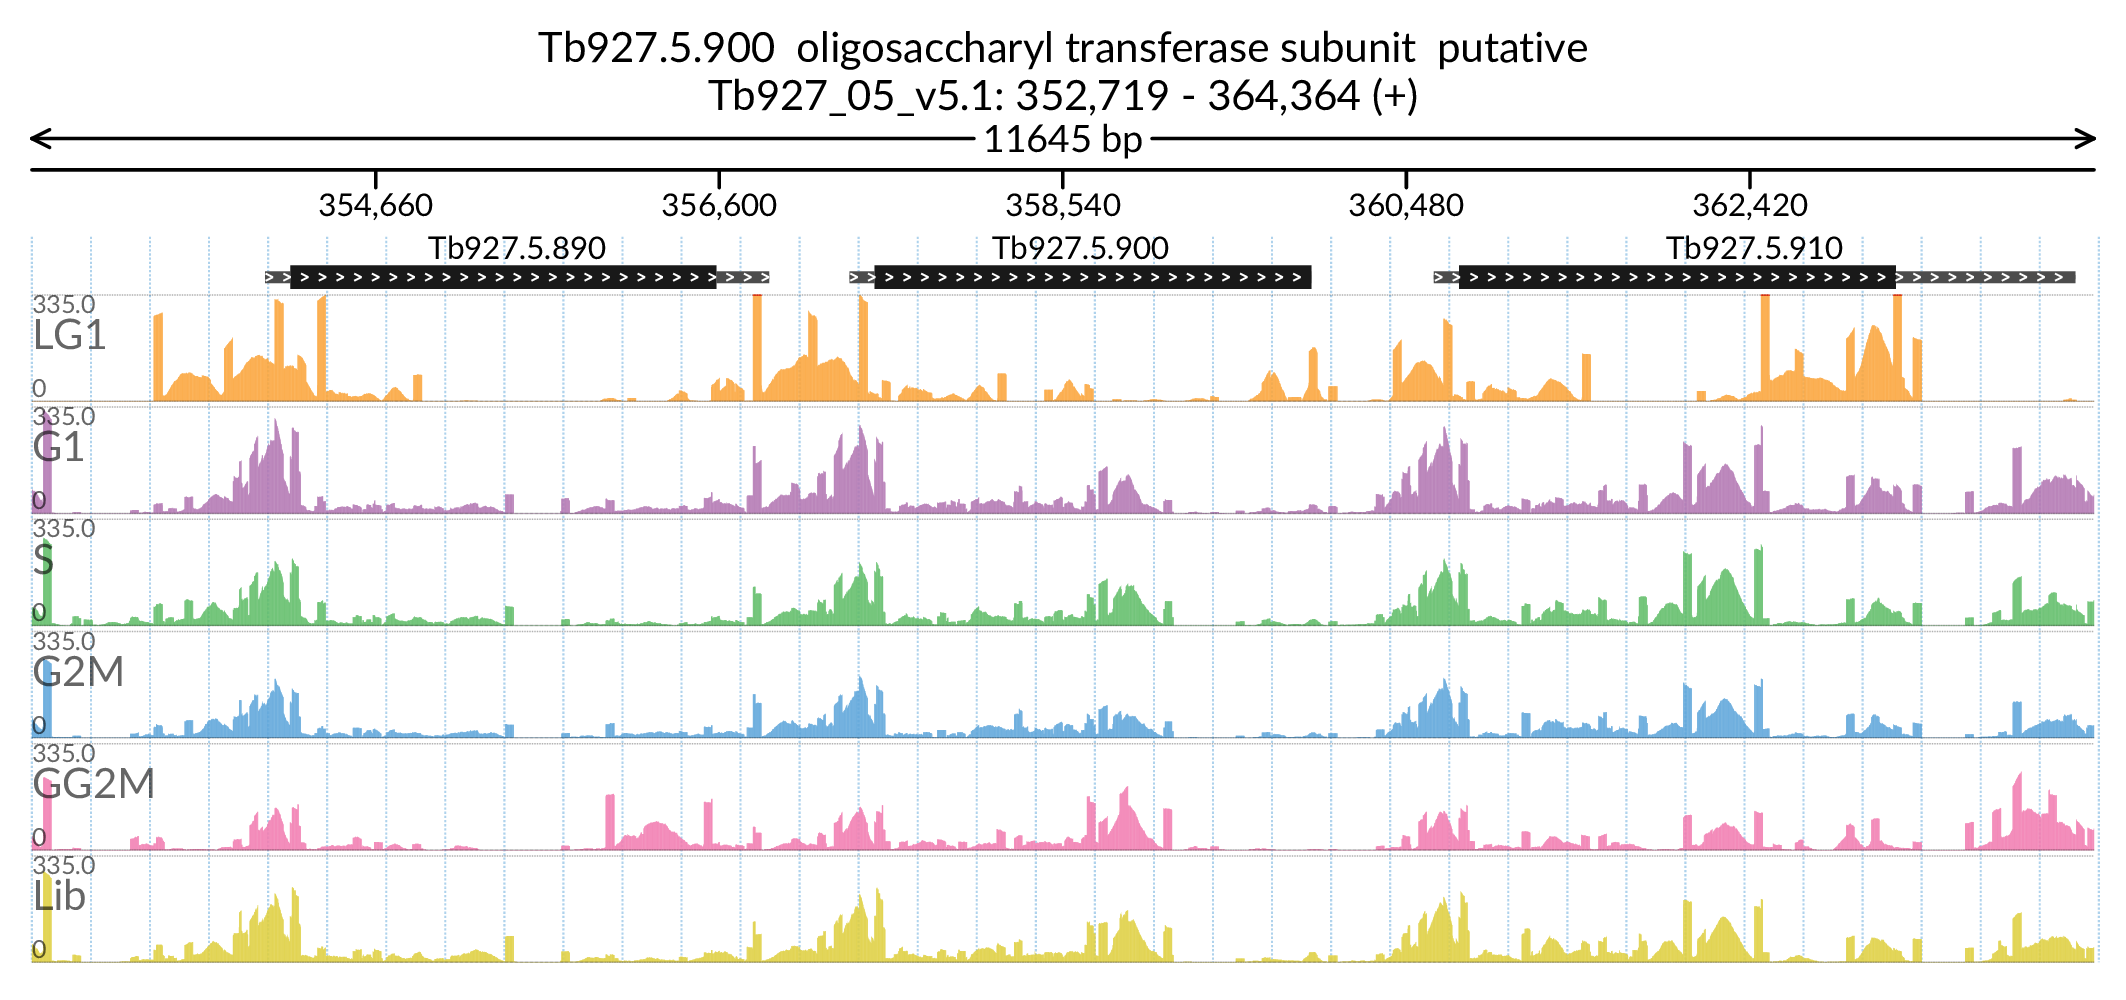 Tb927.5.900  oligosaccharyl transferase subunit  putative
Tb927_05_v5.1: 352,719 - 364,364 (+)
11645 bp
354,660 356,600 358,540 360,480 362,420
Tb927.5.890 Tb927.5.900 Tb927.5.910
335.0
LG1
0
335.0
G1
0
335.0
S
0
335.0
G2M
0
335.0
GG2M
0
335.0
Lib
0